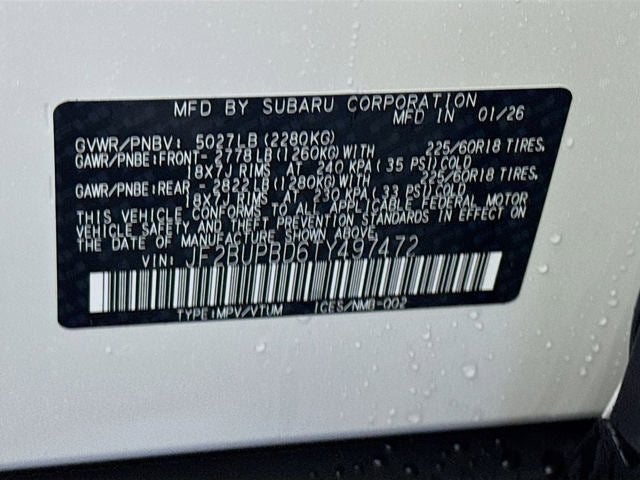 MFD BY SUBARU CORPORATION
MFD IN 01/26
GVWR/PNBV: 5027LB(2280KG)
GAWR/PNBE:FRONT- 2778LB(1260KG)WITH 225/60R18 TIRES.
18X7J RIMS AT 240 KPA(35 PSI)COLD
GAWR/PNBE:REAR - 2822LB(1280KG)WITH 225/60R18 TIRES.
18X7J RIMS AT 230 KPA(33 PSI)COLD
THIS VEHICLE CONFORMS TO ALL APPLICABLE FEDERAL MOTOR
VEHICLE SAFETY AND THEFT PREVENTION STANDARDS IN EFFECT ON
THE DATE OF MANUFACTURE SHOWN ABOVE.
VIN: JF2BUPBD6TY497472
TYPE:MPV/VTUM ICES/NMB-002